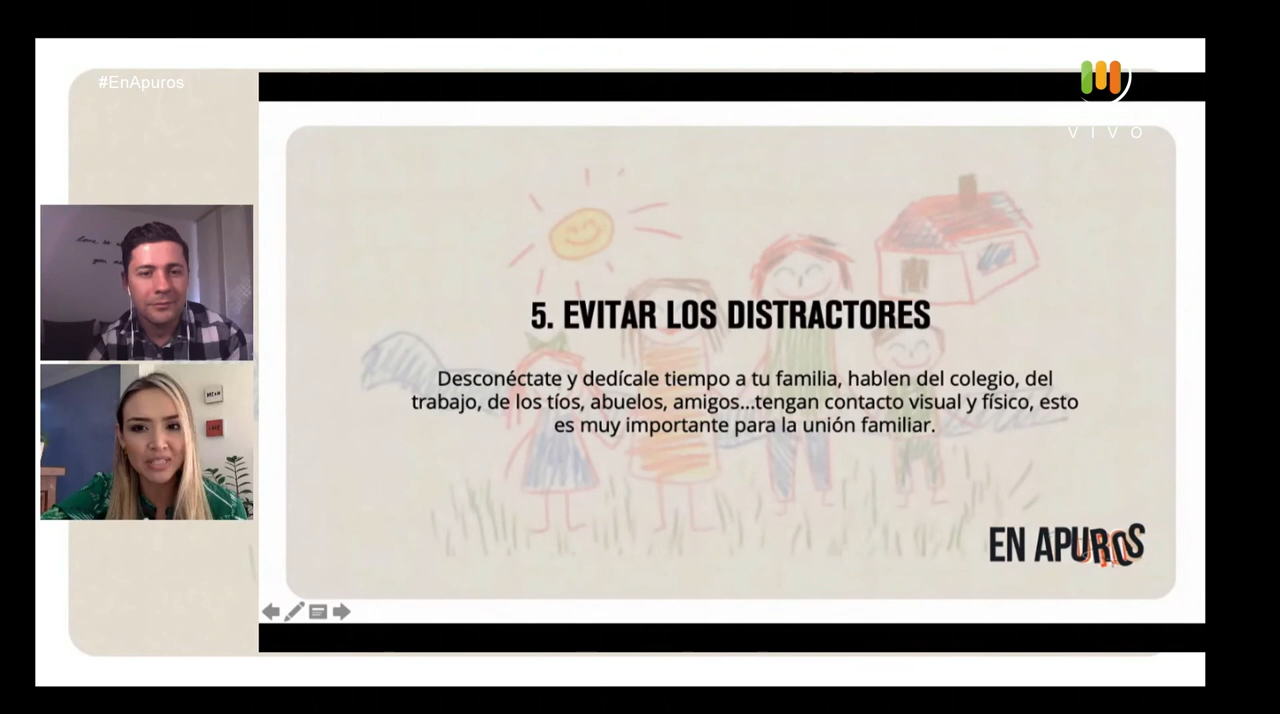 #EnApuros
VIVO
5. EVITAR LOS DISTRACTORES
Desconéctate y dedícale tiempo a tu familia, hablen del colegio, del
trabajo, de los tíos, abuelos, amigos...tengan contacto visual y físico, esto
es muy importante para la unión familiar.
EN APUROS